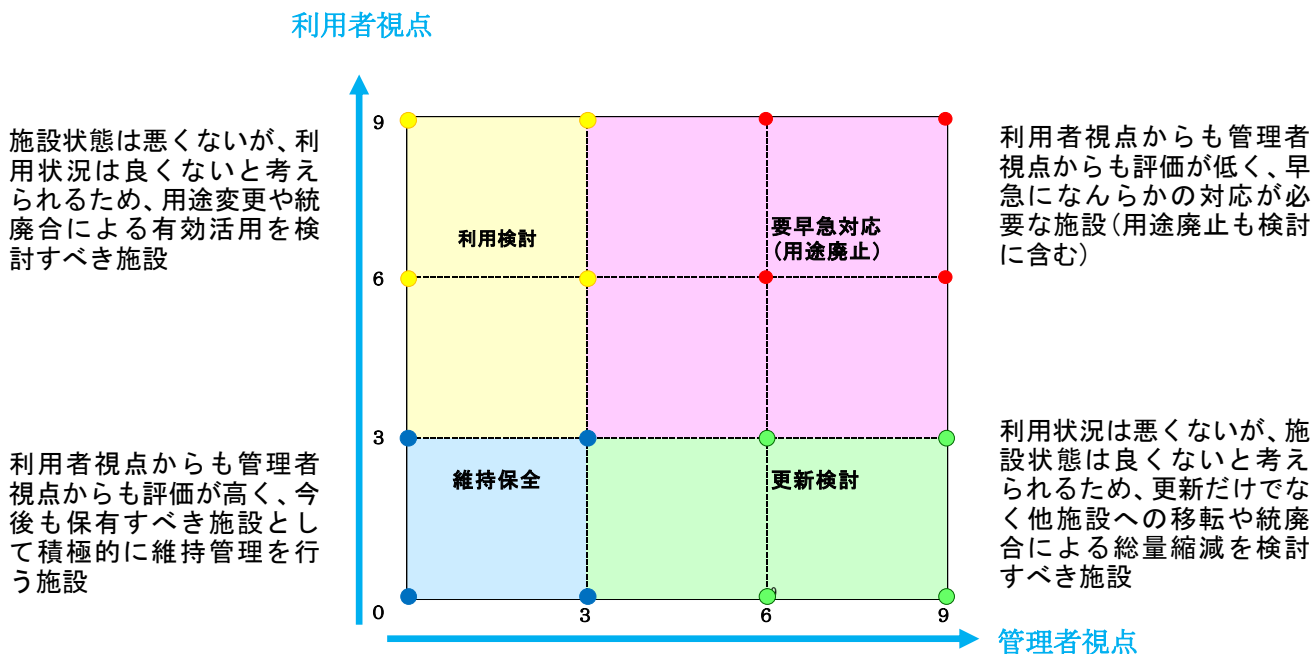 利用者視点
施設状態は悪くないが、利
用状況は良くないと考え
られるため、用途変更や統
廃合による有効活用を検
討すべき施設
9
利用検討
要早急対応
(用途廃止)
利用者視点からも管理者
視点からも評価が低く、早
急になんらかの対応が必
要な施設(用途廃止も検討
に含む)
6
3
利用者視点からも管理者
視点からも評価が高く、今
後も保有すべき施設とし
て積極的に維持管理を行
う施設
維持保全
更新検討
利用状況は悪くないが、施
設状態は良くないと考え
られるため、更新だけでな
く他施設への移転や統廃
合による総量縮減を検討
すべき施設
0
3
6
9
管理者視点